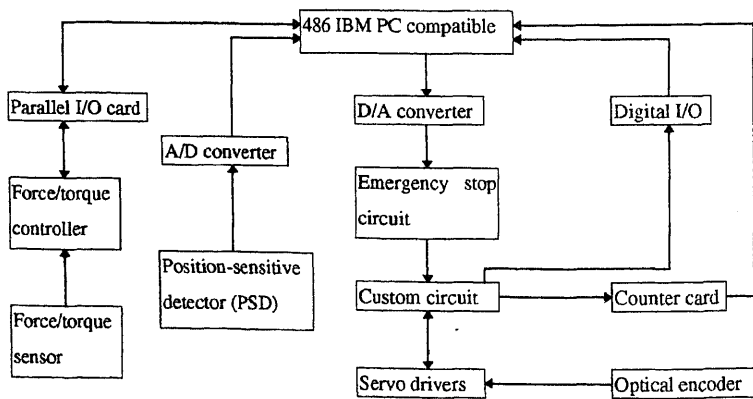 486 IBM PC compatible
Parallel I/O card
D/A converter
Digital I/O
A/D converter
Force/torque
controller
Emergency stop
circuit
Position-sensitive
detector (PSD)
Custom circuit
Counter card
Force/torque
sensor
Servo drivers
Optical encoder